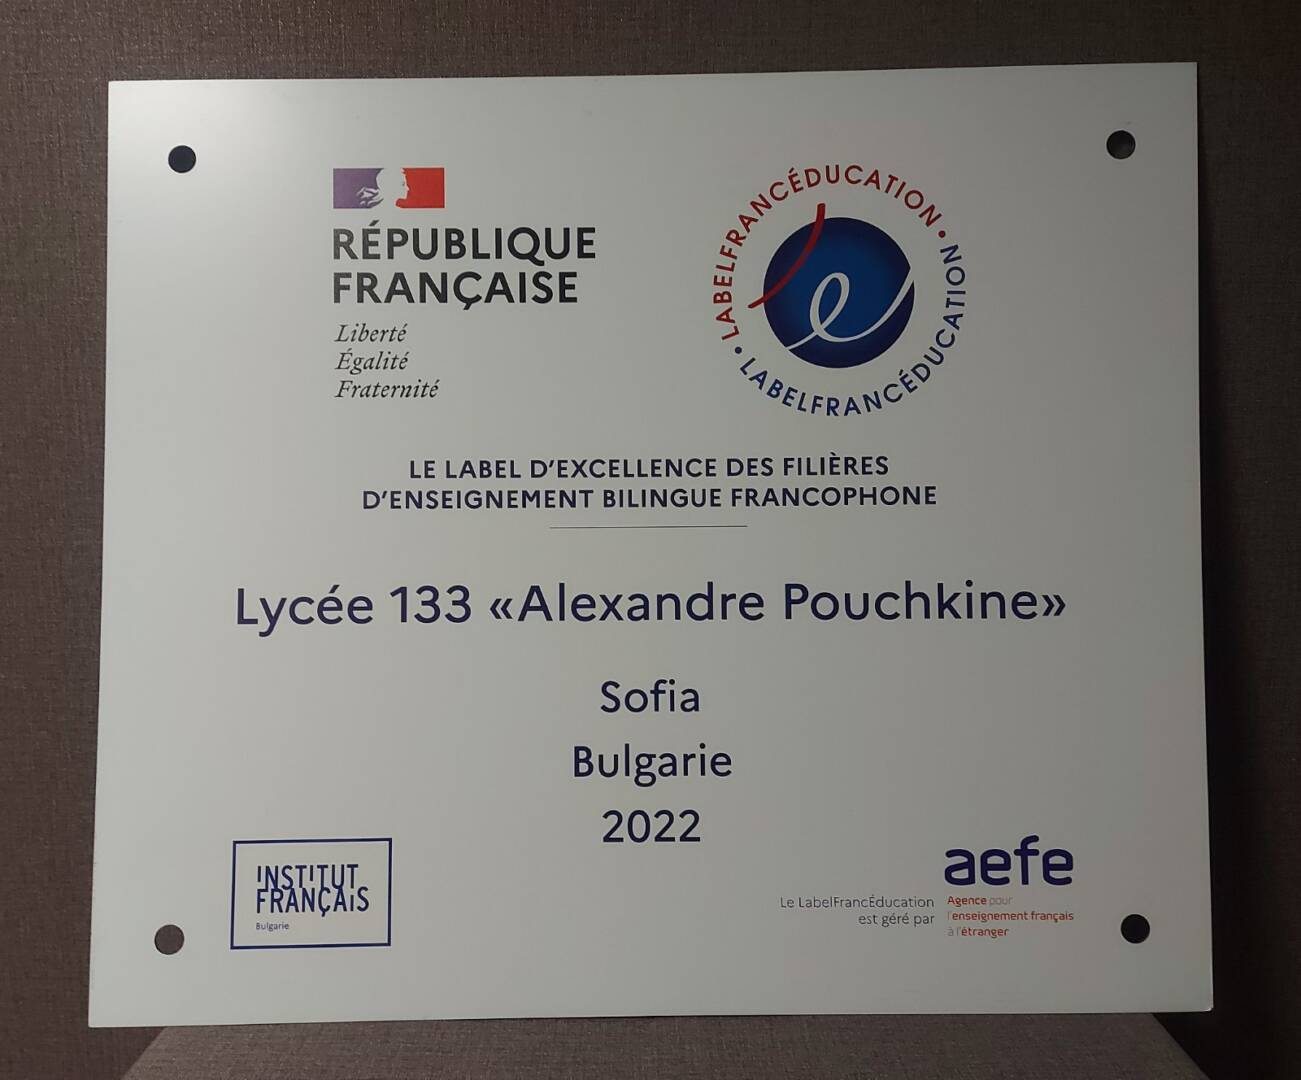 RÉPUBLIQUE
FRANÇAISE
Liberté
Égalité
Fraternité
LABELFRANCÉDUCATION • LABELFRANCÉDUCATION •
LE LABEL D'EXCELLENCE DES FILIÈRES
D'ENSEIGNEMENT BILINGUE FRANCOPHONE
Lycée 133 «Alexandre Pouchkine»
Sofia
Bulgarie
2022
INSTITUT
FRANÇAIS
Bulgarie
Le LabelFrancÉducation
est géré par
aefe
Agence pour
l'enseignement français
à l'étranger